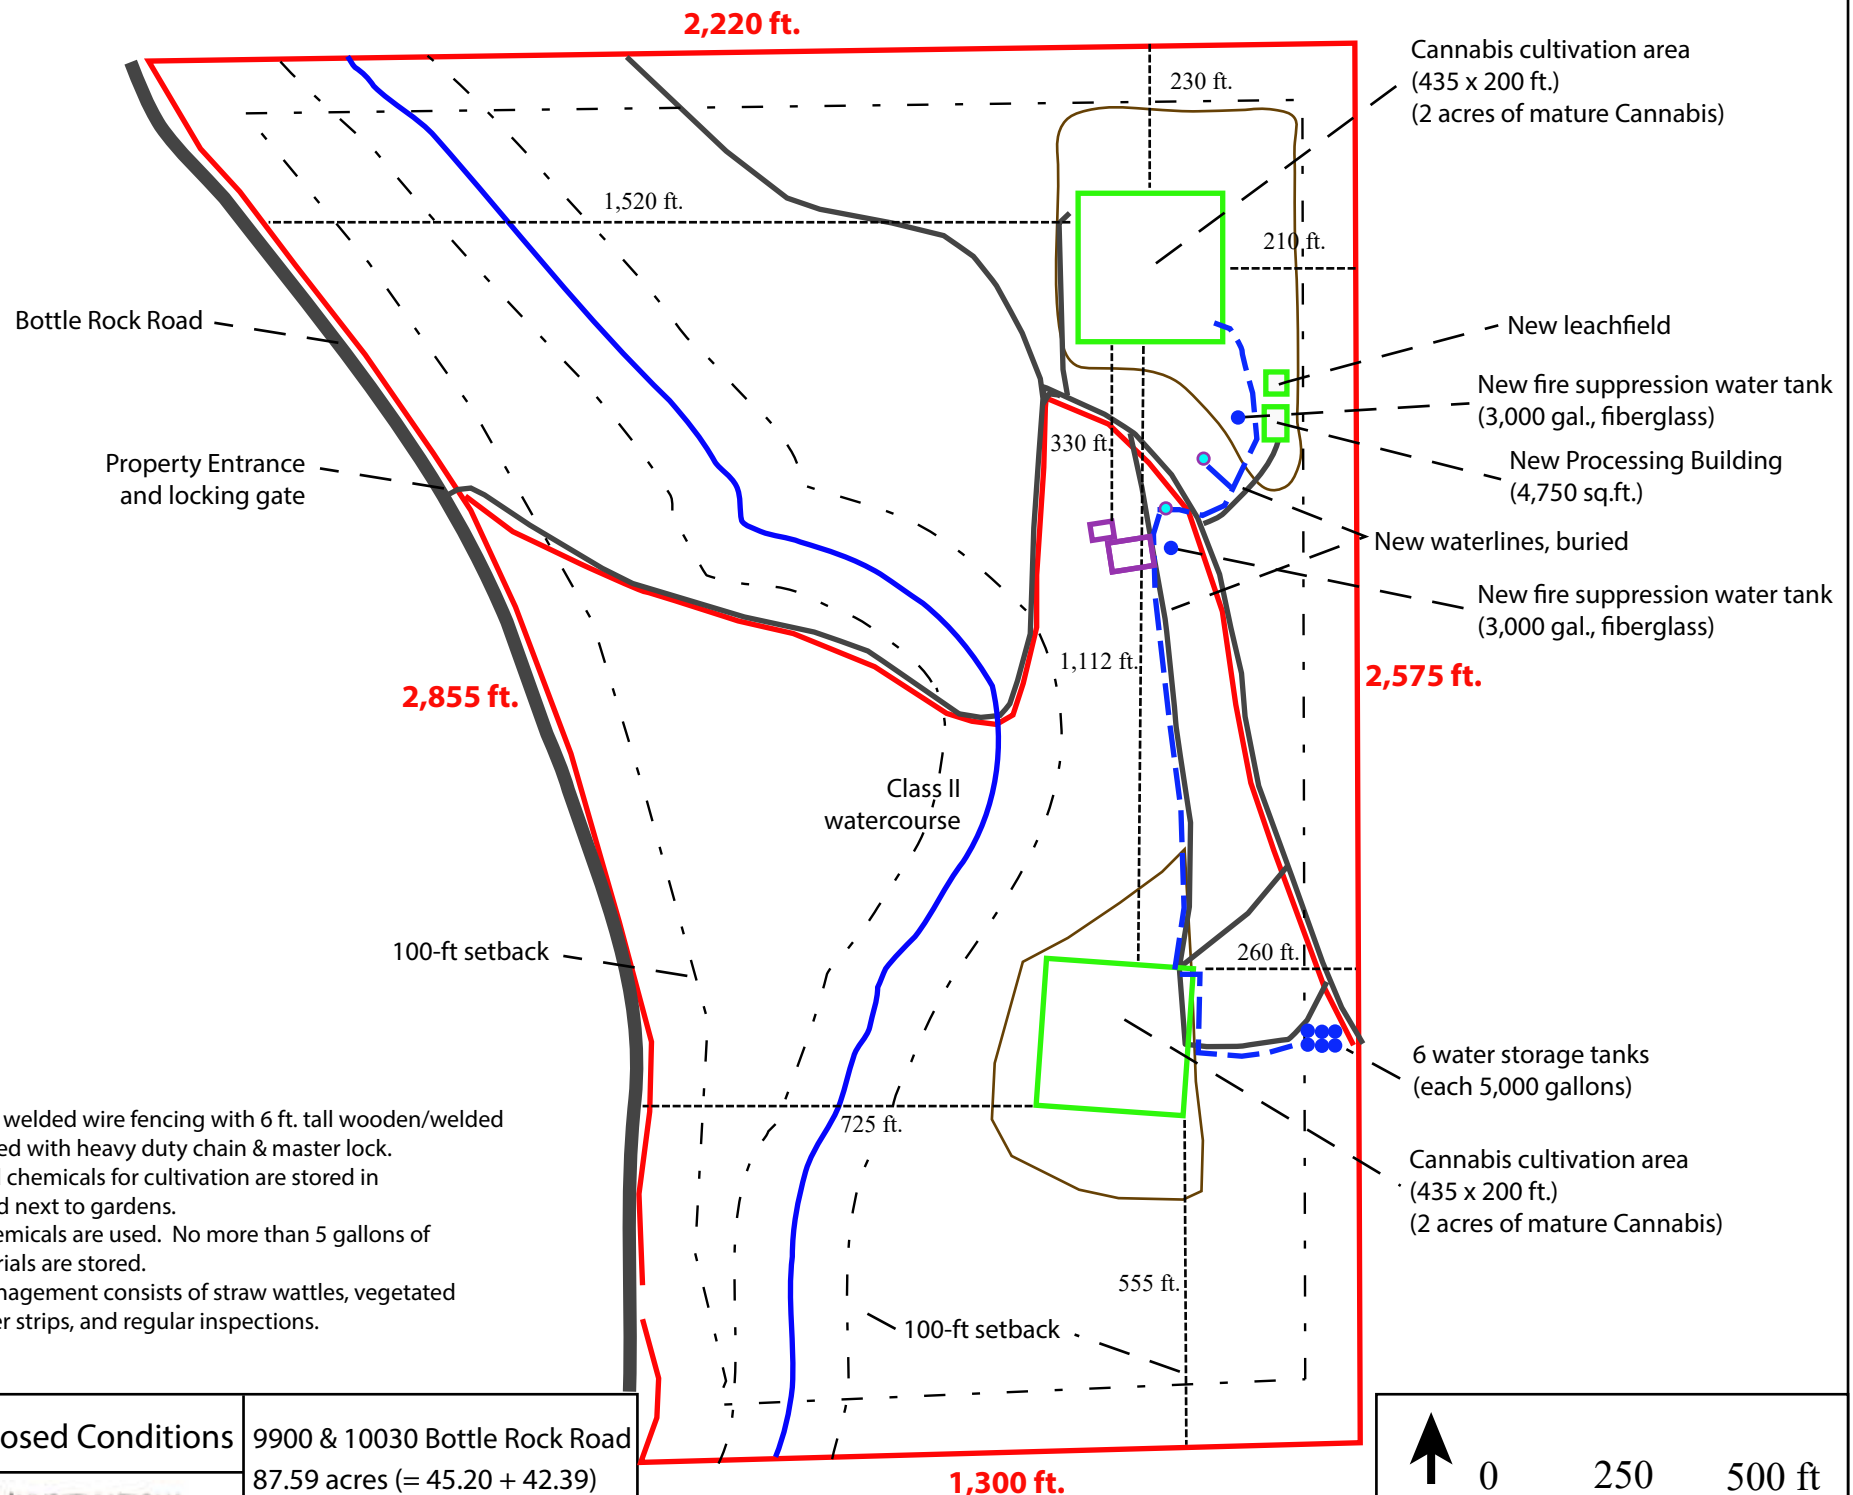 2,220 ft.
Cannabis cultivation area
(435 x 200 ft.)
(2 acres of mature Cannabis)
230 ft.
1,520 ft.
210 ft.
Bottle Rock Road
New leachfield
New fire suppression water tank
(3,000 gal., fiberglass)
Property Entrance
and locking gate
330 ft.
New Processing Building
(4,750 sq.ft.)
New waterlines, buried
New fire suppression water tank
(3,000 gal., fiberglass)
1,112 ft.
2,855 ft.
2,575 ft.
Class II
watercourse
100-ft setback
260 ft.
6 water storage tanks
(each 5,000 gallons)
725 ft.
welded wire fencing with 6 ft. tall wooden/welded
ed with heavy duty chain & master lock.
chemicals for cultivation are stored in
d next to gardens.
emicals are used. No more than 5 gallons of
rials are stored.
nagement consists of straw wattles, vegetated
er strips, and regular inspections.
Cannabis cultivation area
(435 x 200 ft.)
(2 acres of mature Cannabis)
555 ft.
100-ft setback
osed Conditions
9900 & 10030 Bottle Rock Road
87.59 acres (= 45.20 + 42.39)
1,300 ft.
0 250 500 ft